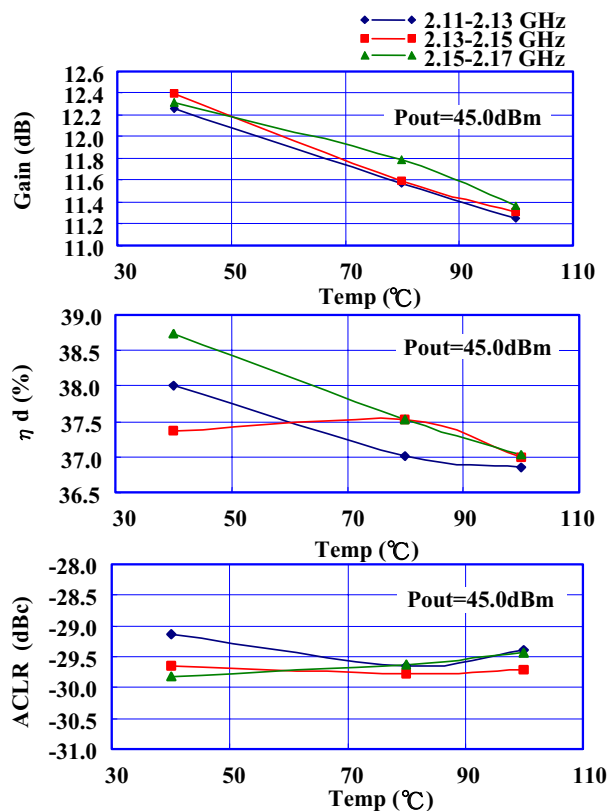 2.11-2.13 GHz
2.13-2.15 GHz
2.15-2.17 GHz
Gain (dB)
12.6
12.4
12.2
12.0
11.8
11.6
11.4
11.2
11.0
Pout=45.0dBm
30 50 70 90 110
Temp (℃)
η d (%)
39.0
38.5
38.0
37.5
37.0
36.5
Pout=45.0dBm
30 50 70 90 110
Temp (℃)
ACLR (dBc)
-28.0
-28.5
-29.0
-29.5
-30.0
-30.5
-31.0
Pout=45.0dBm
30 50 70 90 110
Temp (℃)